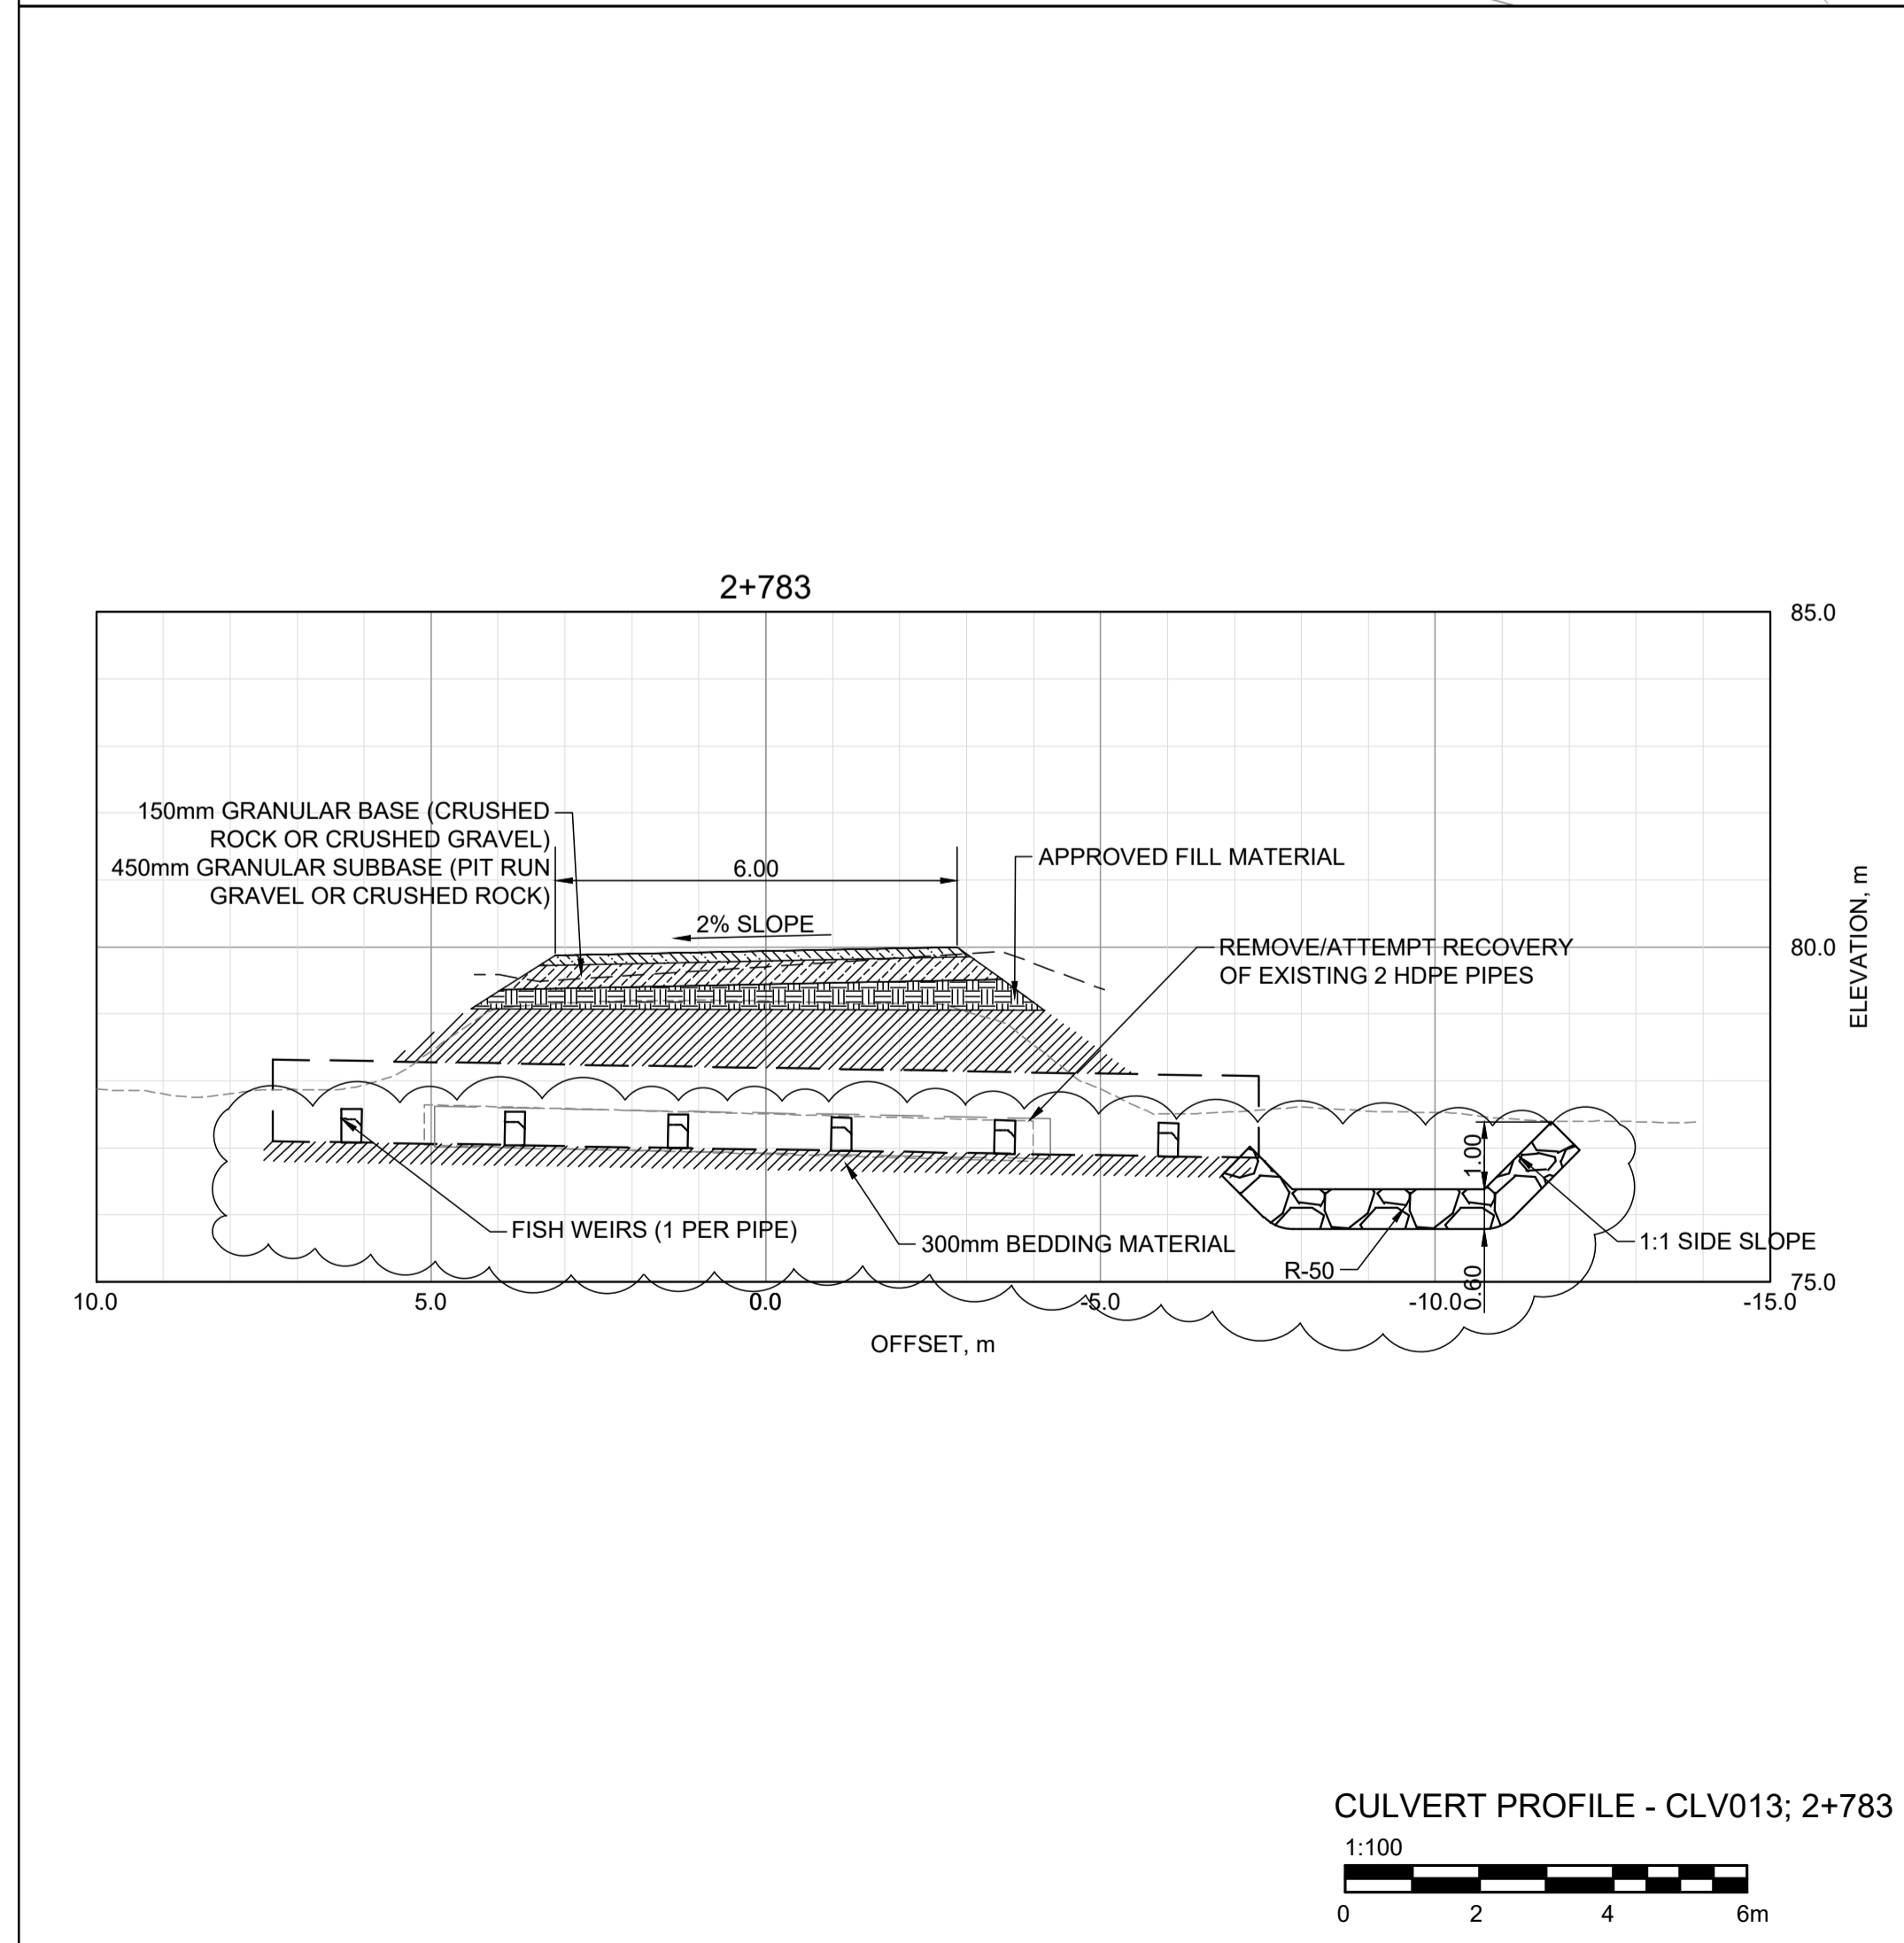 2+783
85.0
150mm GRANULAR BASE (CRUSHED
ROCK OR CRUSHED GRAVEL)
450mm GRANULAR SUBBASE (PIT RUN
GRAVEL OR CRUSHED ROCK)
6.00
APPROVED FILL MATERIAL
2% SLOPE
80.0
REMOVE/ATTEMPT RECOVERY
OF EXISTING 2 HDPE PIPES
ELEVATION, m
1.00
FISH WEIRS (1 PER PIPE)
300mm BEDDING MATERIAL
R-50
1:1 SIDE SLOPE
0.60
75.0
10.0 5.0 0.0 -5.0 -10.0 -15.0
OFFSET, m
CULVERT PROFILE - CLV013; 2+783
1:100
0 2 4 6m